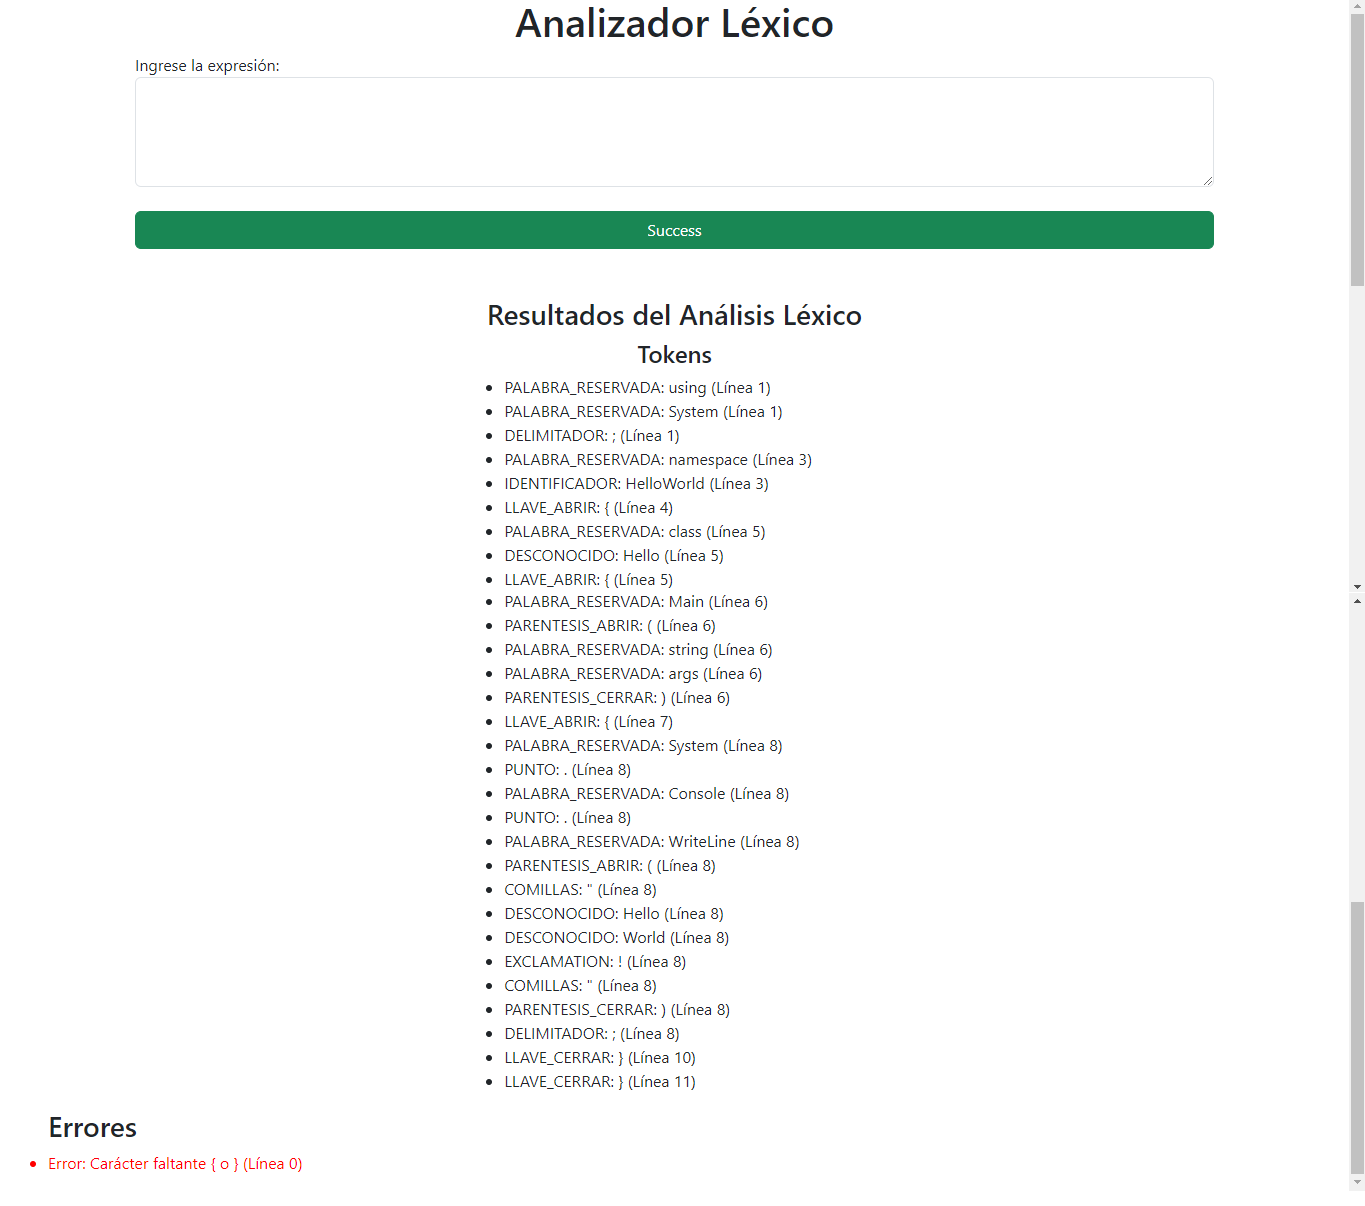 Analizador Léxico
Ingrese la expresión:
Success
Resultados del Análisis Léxico
Tokens
PALABRA_RESERVADA: using (Línea 1)
PALABRA_RESERVADA: System (Línea 1)
DELIMITADOR: ; (Línea 1)
PALABRA_RESERVADA: namespace (Línea 3)
IDENTIFICADOR: HelloWorld (Línea 3)
LLAVE_ABRIR: { (Línea 4)
PALABRA_RESERVADA: class (Línea 5)
DESCONOCIDO: Hello (Línea 5)
LLAVE_ABRIR: { (Línea 5)
PALABRA_RESERVADA: Main (Línea 6)
PARENTESIS_ABRIR: ( (Línea 6)
PALABRA_RESERVADA: string (Línea 6)
PALABRA_RESERVADA: args (Línea 6)
PARENTESIS_CERRAR: ) (Línea 6)
LLAVE_ABRIR: { (Línea 7)
PALABRA_RESERVADA: System (Línea 8)
PUNTO: . (Línea 8)
PALABRA_RESERVADA: Console (Línea 8)
PUNTO: . (Línea 8)
PALABRA_RESERVADA: WriteLine (Línea 8)
PARENTESIS_ABRIR: ( (Línea 8)
COMILLAS: " (Línea 8)
DESCONOCIDO: Hello (Línea 8)
DESCONOCIDO: World (Línea 8)
EXCLAMATION: ! (Línea 8)
COMILLAS: " (Línea 8)
PARENTESIS_CERRAR: ) (Línea 8)
DELIMITADOR: ; (Línea 8)
LLAVE_CERRAR: } (Línea 10)
LLAVE_CERRAR: } (Línea 11)
Errores
Error: Carácter faltante { o } (Línea 0)